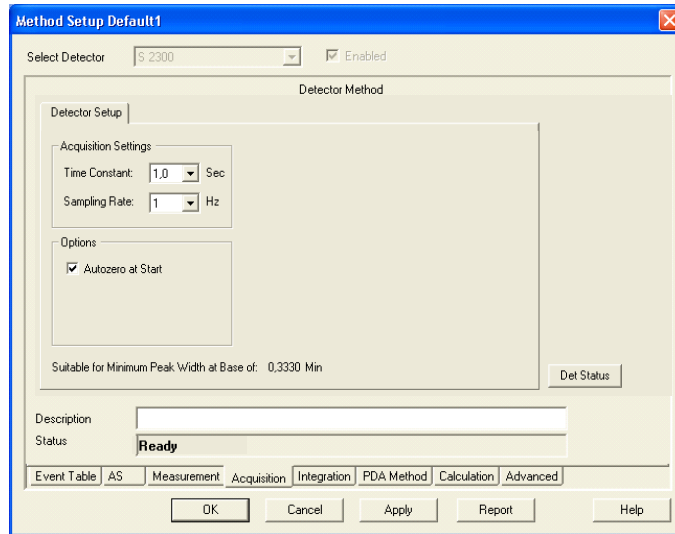 Method Setup Default1
Select Detector S 2300 Enabled
Detector Method
Detector Setup
Acquisition Settings
Time Constant: 1,0 Sec
Sampling Rate: 1 Hz
Options
Autozero at Start
Suitable for Minimum Peak Width at Base of: 0,3330 Min
Det Status
Description
Status Ready
Event Table AS Measurement Acquisition Integration PDA Method Calculation Advanced
OK Cancel Apply Report Help